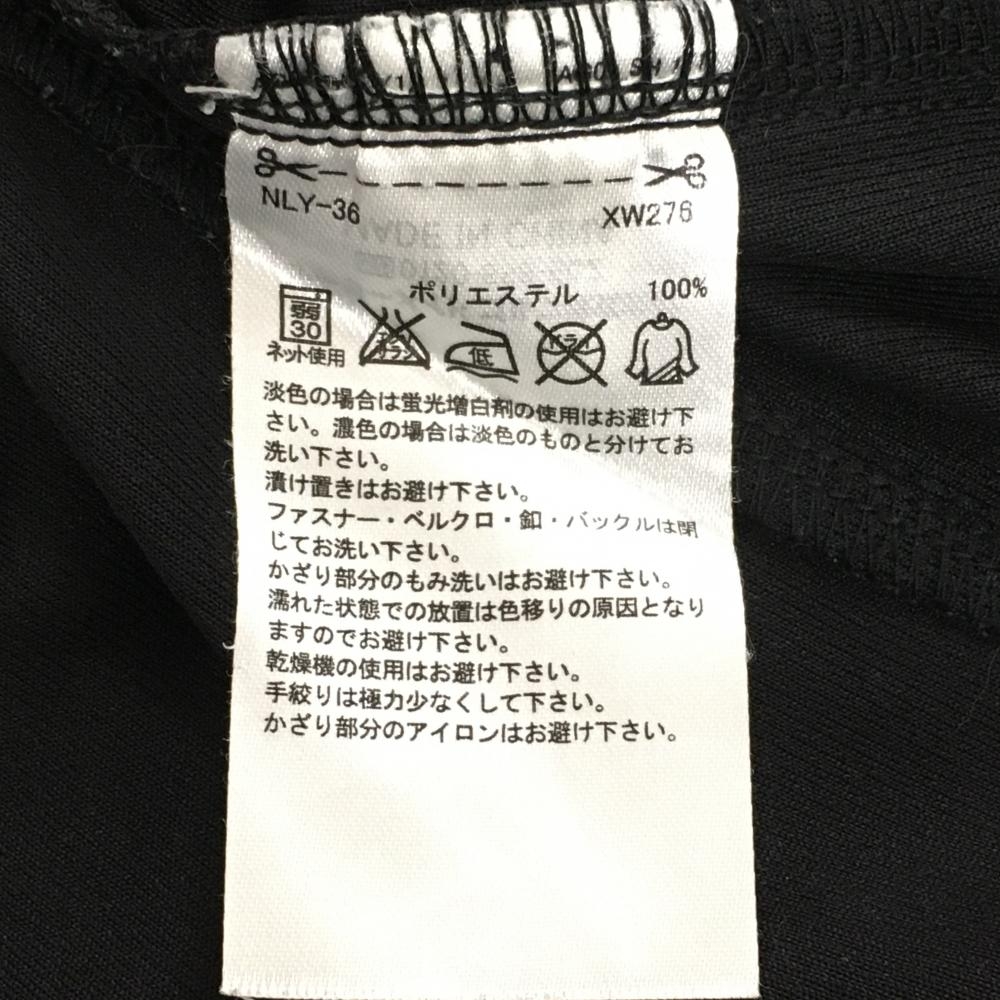 NLY-36
XW276
ポリエステル 100%
弱
30
ネット使用
エンソ
サラシ
低
ドライ
淡色の場合は蛍光増白剤の使用はお避け下
さい。濃色の場合は淡色のものと分けてお
洗い下さい。
漬け置きはお避け下さい。
ファスナー・ベルクロ・釦・バックルは閉
じてお洗い下さい。
かざり部分のもみ洗いはお避け下さい。
濡れた状態での放置は色移りの原因となり
ますのでお避け下さい。
乾燥機の使用はお避け下さい。
手絞りは極力少なくして下さい。
かざり部分のアイロンはお避け下さい。